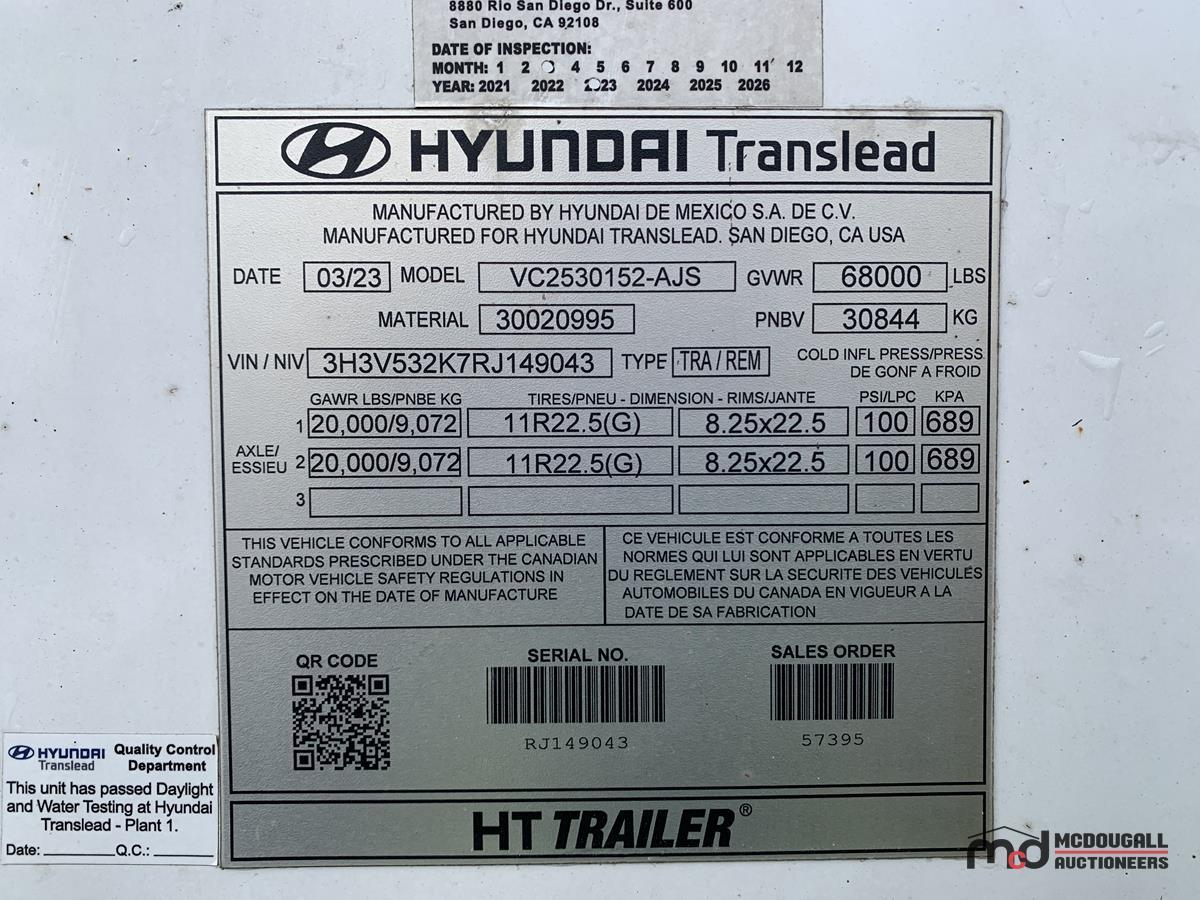 8880 Rio San Diego Dr., Suite 600
San Diego, CA 92108
DATE OF INSPECTION:
MONTH: 1 2 4 5 6 7 8 9 10 11 12
YEAR: 2021 2022 2023 2024 2025 2026
HYUNDAI Translead
MANUFACTURED BY HYUNDAI DE MEXICO S.A. DE C.V.
MANUFACTURED FOR HYUNDAI TRANSLEAD. SAN DIEGO, CA USA
DATE 03/23 MODEL VC2530152-AJS GVWR 68000 LBS
MATERIAL 30020995 PNBV 30844 KG
VIN / NIV 3H3V532K7RJ149043 TYPE TRA / REM COLD INFL PRESS/PRESS
DE GONF A FROID
GAWR LBS/PNBE KG TIRES/PNEU - DIMENSION - RIMS/JANTE PSI/LPC KPA
1 20,000/9,072 11R22.5(G) 8.25x22.5 100 689
AXLE/
ESSIEU 2 20,000/9,072 11R22.5(G) 8.25x22.5 100 689
3
THIS VEHICLE CONFORMS TO ALL APPLICABLE
STANDARDS PRESCRIBED UNDER THE CANADIAN
MOTOR VEHICLE SAFETY REGULATIONS IN
EFFECT ON THE DATE OF MANUFACTURE
CE VEHICULE EST CONFORME A TOUTES LES
NORMES QUI LUI SONT APPLICABLES EN VERTU
DU REGLEMENT SUR LA SECURITE DES VEHICULES
AUTOMOBILES DU CANADA EN VIGUEUR A LA
DATE DE SA FABRICATION
QR CODE
SERIAL NO.
RJ149043
SALES ORDER
57395
HT TRAILER®
HYUNDAI Translead
Quality Control Department
This unit has passed Daylight
and Water Testing at Hyundai
Translead - Plant 1.
Date: Q.C.:
mcd MCDOUGALL
AUCTIONEERS